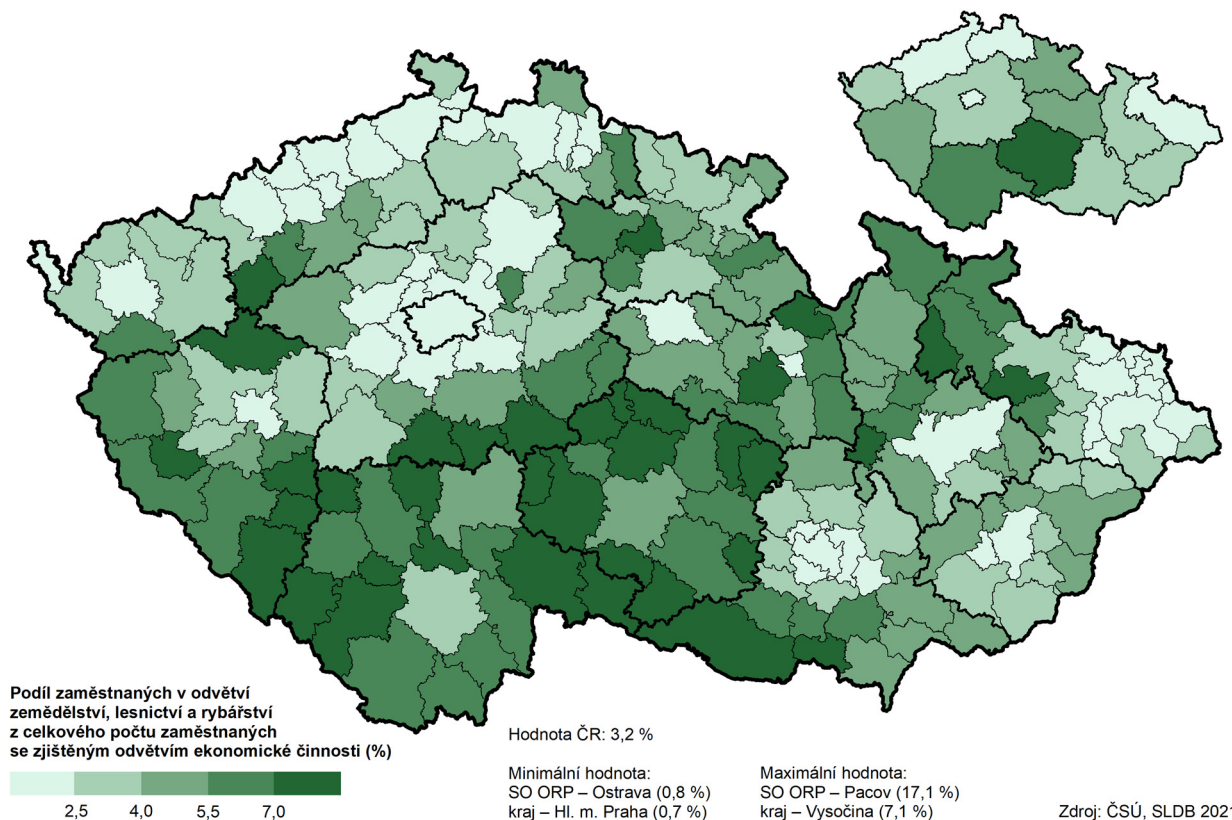 Podíl zaměstnaných v odvětví
zemědělství, lesnictví a rybářství
z celkového počtu zaměstnaných
se zjištěným odvětvím ekonomické činnosti (%)
2,5 4,0 5,5 7,0
Hodnota ČR: 3,2 %
Minimální hodnota:
SO ORP – Ostrava (0,8 %)
kraj – Hl. m. Praha (0,7 %)
Maximální hodnota:
SO ORP – Pacov (17,1 %)
kraj – Vysočina (7,1 %)
Zdroj: ČSÚ, SLDB 2021